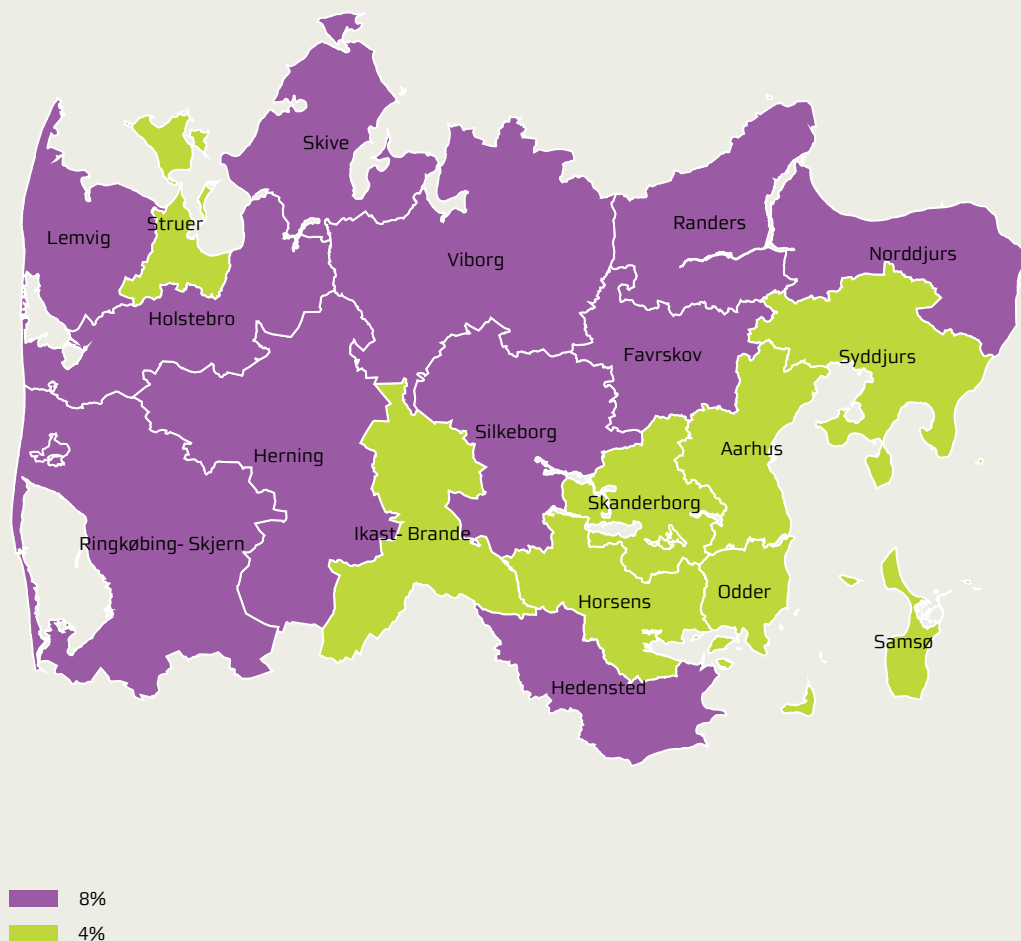 Skive
Lemvig
Struer
Randers
Viborg
Norddjurs
Holstebro
Favrskov
Syddjurs
Silkeborg
Herning
Aarhus
Skanderborg
Ikast- Brande
Ringkøbing- Skjern
Horsens
Odder
Samsø
Hedensted
8%
4%